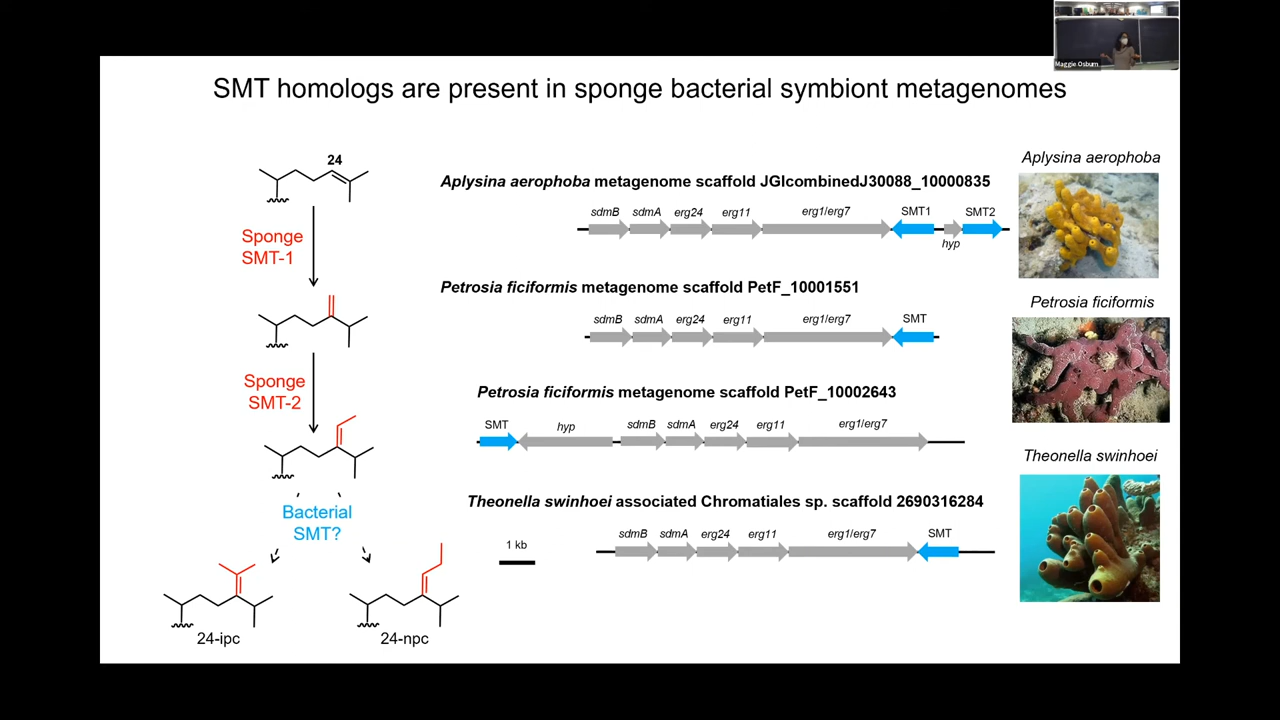 Maggie Osburn
SMT homologs are present in sponge bacterial symbiont metagenomes
24
Sponge
SMT-1
Sponge
SMT-2
Bacterial
SMT?
24-ipc
24-npc
Aplysina aerophoba metagenome scaffold JGIcombinedJ30088_10000835
sdmB sdmA erg24 erg11 erg1/erg7 SMT1 SMT2
hyp
Petrosia ficiformis metagenome scaffold PetF_10001551
sdmB sdmA erg24 erg11 erg1/erg7 SMT
Petrosia ficiformis metagenome scaffold PetF_10002643
SMT hyp sdmB sdmA erg24 erg11 erg1/erg7
Theonella swinhoei associated Chromatiales sp. scaffold 2690316284
sdmB sdmA erg24 erg11 erg1/erg7 SMT
1 kb
Aplysina aerophoba
Petrosia ficiformis
Theonella swinhoei